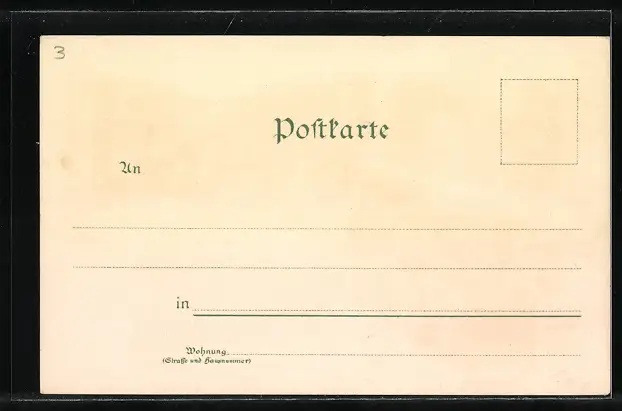 3
Postkarte
An
in
Wohnung
(Straße und Hausnummer)